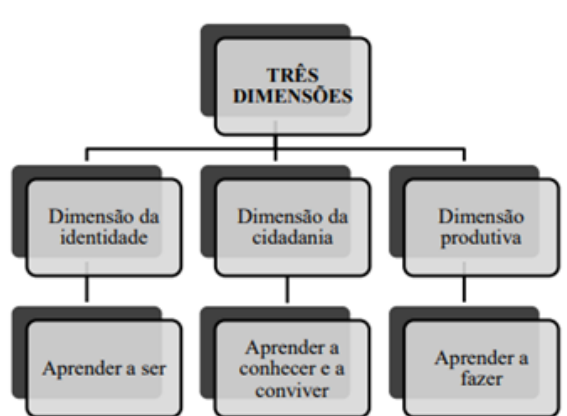 TRÊS
DIMENSÕES
Dimensão da
identidade
Dimensão da
cidadania
Dimensão
produtiva
Aprender a ser
Aprender a
conhecer e a
conviver
Aprender a
fazer